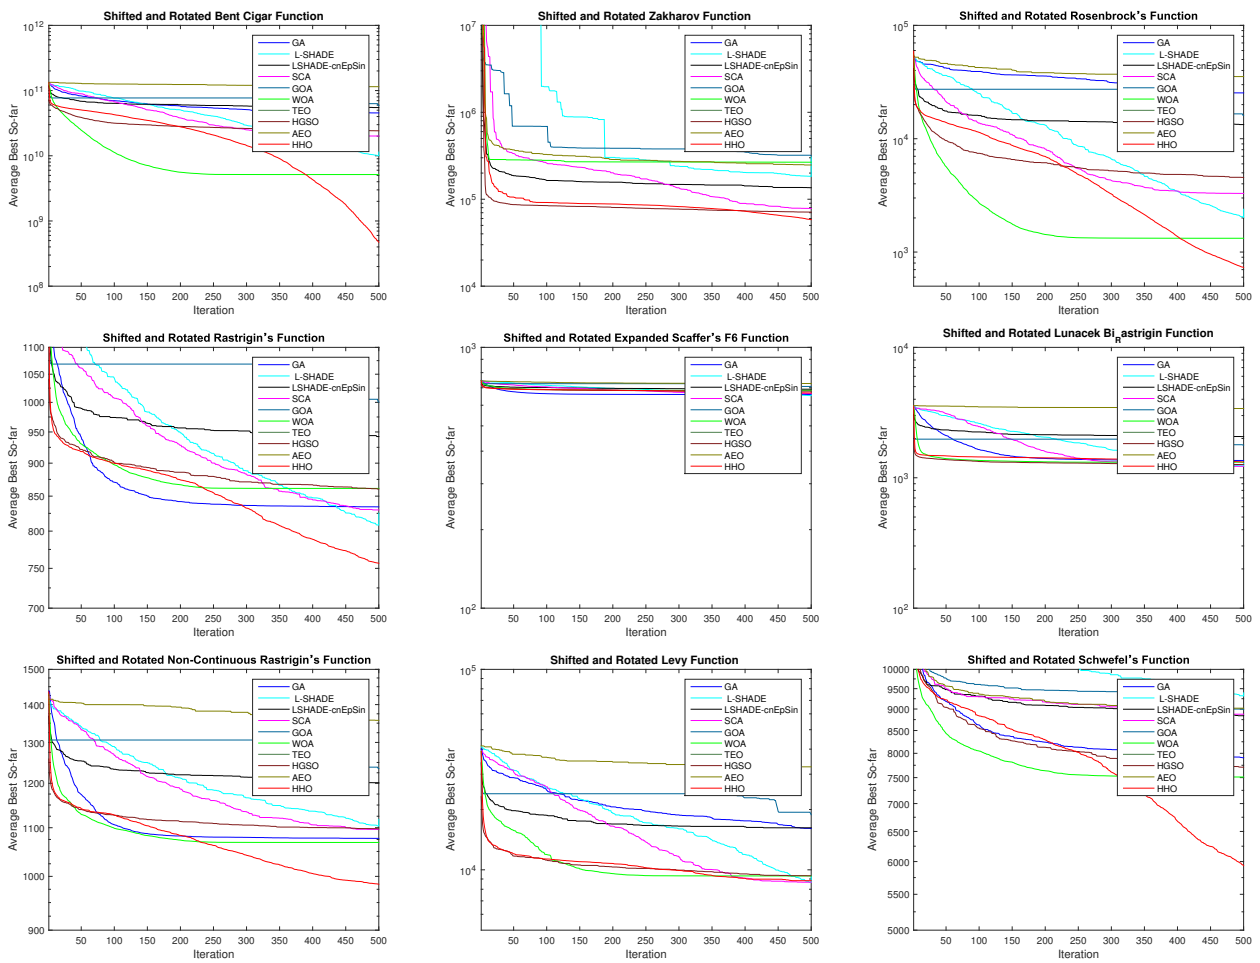 Shifted and Rotated Bent Cigar Function
Average Best So-far
10^12
10^11
10^10
10^9
10^8
50 100 150 200 250 300 350 400 450 500
Iteration
GA
L-SHADE
LSHADE-cnEpSin
SCA
GOA
WOA
TEO
HGSO
AEO
HHO
Shifted and Rotated Zakharov Function
Average Best So-far
10^7
10^6
10^5
10^4
50 100 150 200 250 300 350 400 450 500
Iteration
GA
L-SHADE
LSHADE-cnEpSin
SCA
GOA
WOA
TEO
HGSO
AEO
HHO
Shifted and Rotated Rosenbrock's Function
Average Best So-far
10^5
10^4
10^3
50 100 150 200 250 300 350 400 450 500
Iteration
GA
L-SHADE
LSHADE-cnEpSin
SCA
GOA
WOA
TEO
HGSO
AEO
HHO
Shifted and Rotated Rastrigin's Function
Average Best So-far
1100
1050
1000
950
900
850
800
750
700
50 100 150 200 250 300 350 400 450 500
Iteration
GA
L-SHADE
LSHADE-cnEpSin
SCA
GOA
WOA
TEO
HGSO
AEO
HHO
Shifted and Rotated Expanded Scaffer's F6 Function
Average Best So-far
10^3
10^2
50 100 150 200 250 300 350 400 450 500
Iteration
GA
L-SHADE
LSHADE-cnEpSin
SCA
GOA
WOA
TEO
HGSO
AEO
HHO
Shifted and Rotated Lunacek Bi_Rastrigin Function
Average Best So-far
10^4
10^3
10^2
50 100 150 200 250 300 350 400 450 500
Iteration
GA
L-SHADE
LSHADE-cnEpSin
SCA
GOA
WOA
TEO
HGSO
AEO
HHO
Shifted and Rotated Non-Continuous Rastrigin's Function
Average Best So-far
1500
1400
1300
1200
1100
1000
900
50 100 150 200 250 300 350 400 450 500
Iteration
GA
L-SHADE
LSHADE-cnEpSin
SCA
GOA
WOA
TEO
HGSO
AEO
HHO
Shifted and Rotated Levy Function
Average Best So-far
10^5
10^4
50 100 150 200 250 300 350 400 450 500
Iteration
GA
L-SHADE
LSHADE-cnEpSin
SCA
GOA
WOA
TEO
HGSO
AEO
HHO
Shifted and Rotated Schwefel's Function
Average Best So-far
10000
9500
9000
8500
8000
7500
7000
6500
6000
5500
5000
50 100 150 200 250 300 350 400 450 500
Iteration
GA
L-SHADE
LSHADE-cnEpSin
SCA
GOA
WOA
TEO
HGSO
AEO
HHO